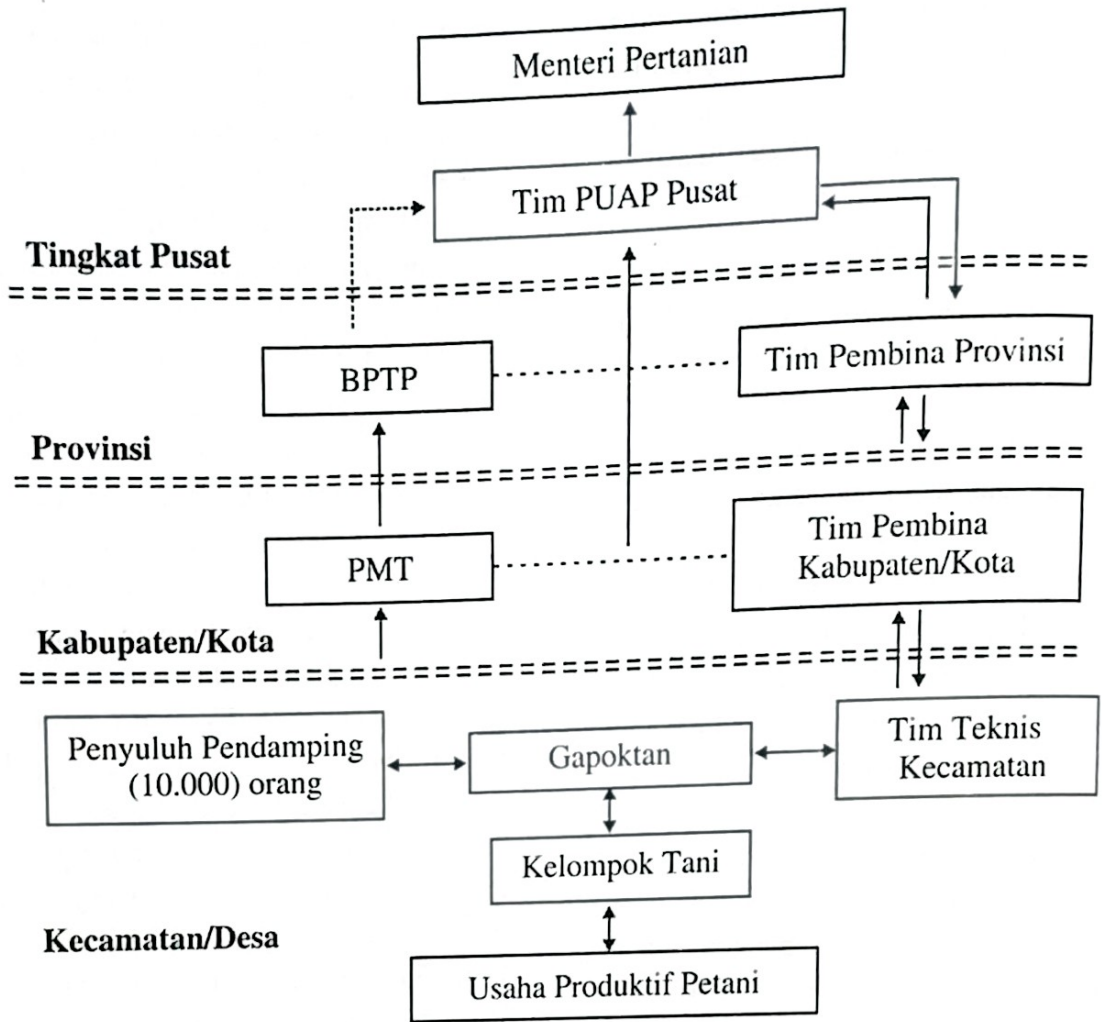 Menteri Pertanian
Tim PUAP Pusat
Tingkat Pusat
BPTP
Tim Pembina Provinsi
Provinsi
PMT
Tim Pembina
Kabupaten/Kota
Kabupaten/Kota
Penyuluh Pendamping
(10.000) orang
Gapoktan
Tim Teknis
Kecamatan
Kelompok Tani
Kecamatan/Desa
Usaha Produktif Petani